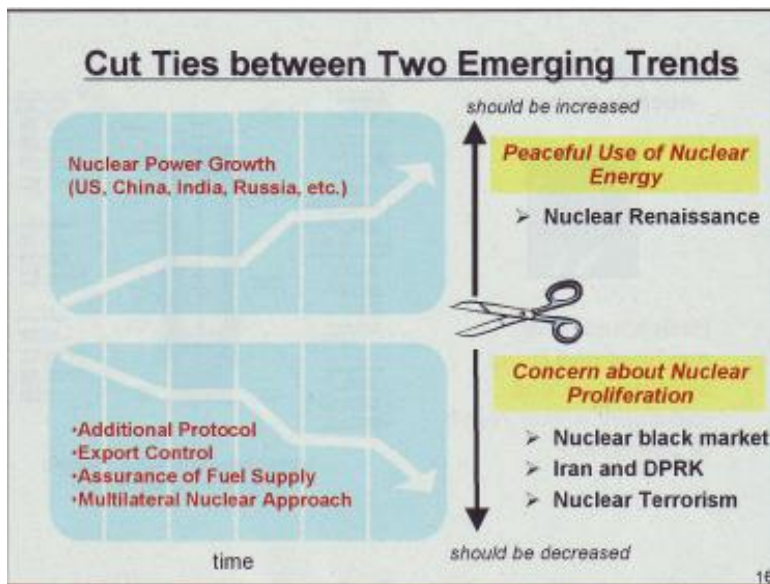 Cut Ties between Two Emerging Trends
should be increased
Nuclear Power Growth
(US, China, India, Russia, etc.)
Peaceful Use of Nuclear
Energy
➢ Nuclear Renaissance
Concern about Nuclear
Proliferation
•Additional Protocol
•Export Control
•Assurance of Fuel Supply
•Multilateral Nuclear Approach
➢ Nuclear black market
➢ Iran and DPRK
➢ Nuclear Terrorism
time
should be decreased